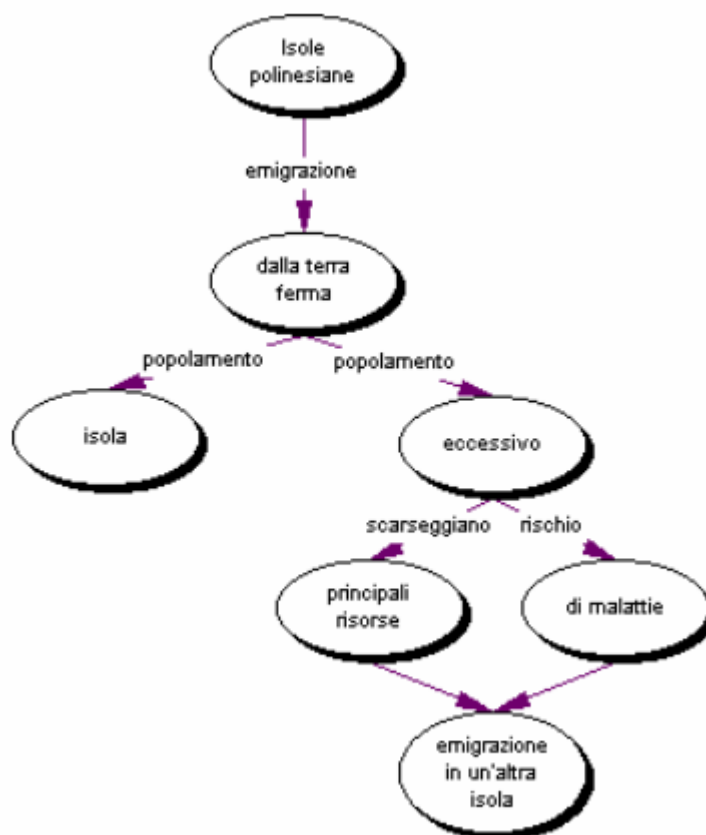 Isole
polinesiane
emigrazione
dalla terra
ferma
popolamento
popolamento
isola
eccessivo
scarseggiano
rischio
principali
risorse
di malattie
emigrazione
in un'altra
isola